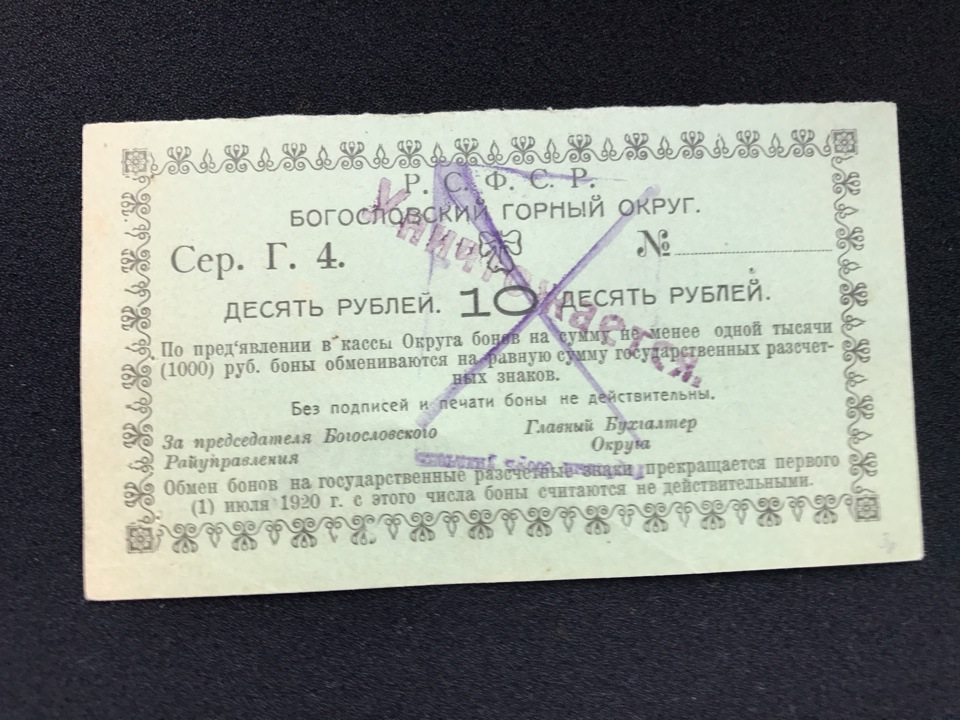 Р. С. Ф. С. Р.
БОГОСЛОВСКИЙ ГОРНЫЙ ОКРУГ.
Сер. Г. 4. №
ДЕСЯТЬ РУБЛЕЙ. 10 ДЕСЯТЬ РУБЛЕЙ.
Уничтожается.
По пред‘явлении в кассы Округа бонов на сумму не менее одной тысячи
(1000) руб. боны обмениваются на равную сумму государственных разсчет-
ных знаков.
Без подписей и печати боны не действительны.
За председателя Богословского
Райуправления
Главный Бухгалтер
Округа
Обмен бонов на государственные разсчетные знаки прекращается первого
(1) июля 1920 г. с этого числа боны считаются не действительными.